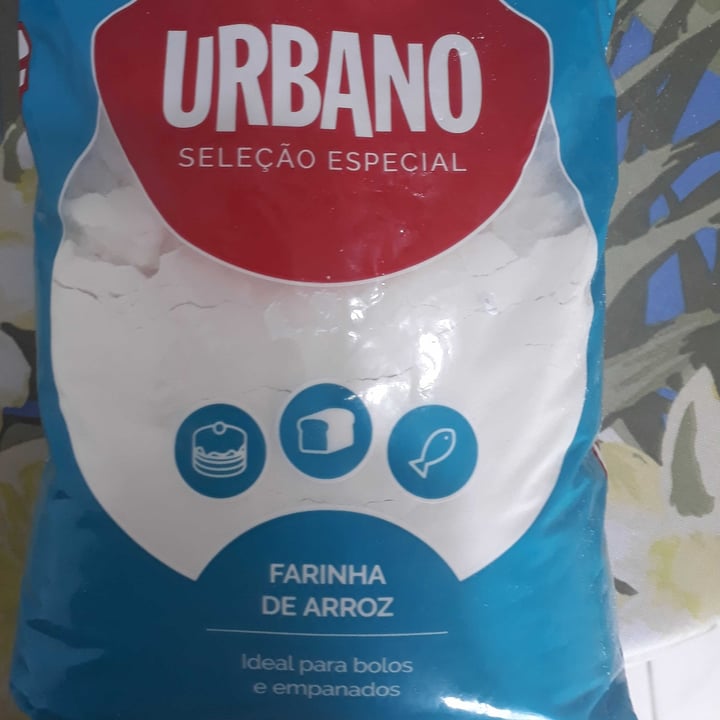 URBANO
SELEÇÃO ESPECIAL
FARINHA
DE ARROZ
Ideal para bolos
e empanados